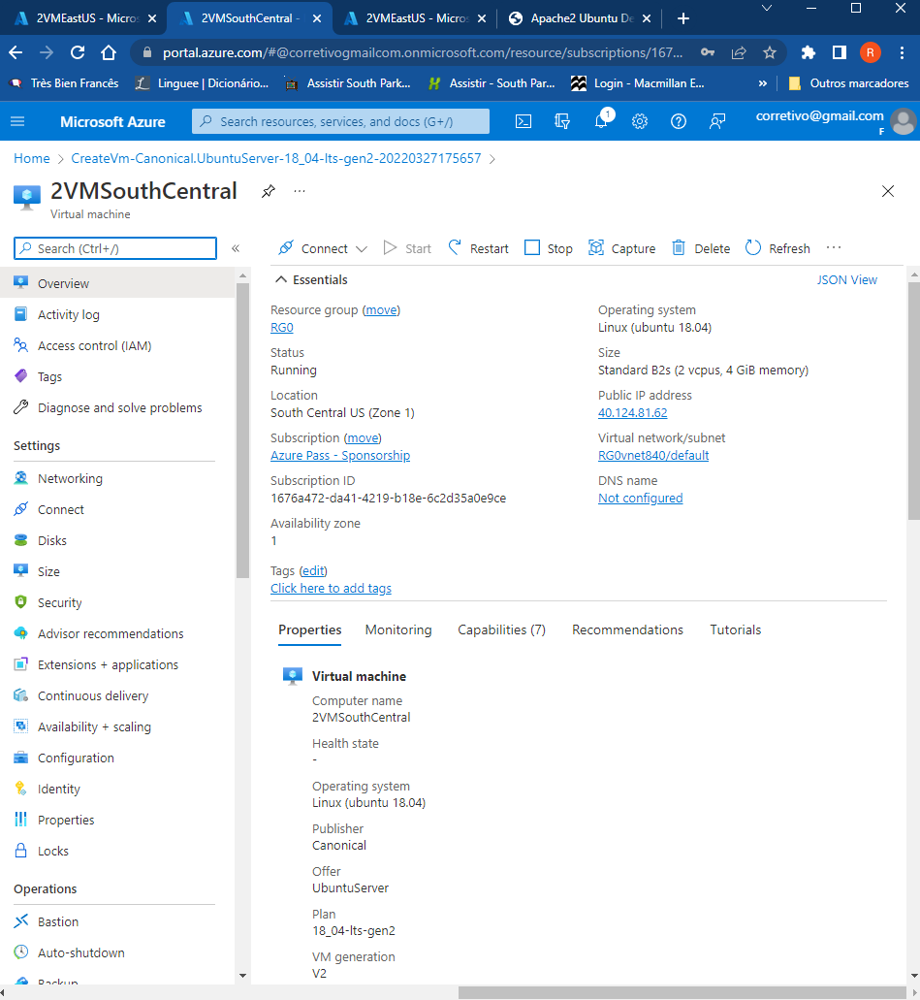 2VMEastUS - Micros
2VMSouthCentral -
2VMEastUS - Micros
Apache2 Ubuntu De
portal.azure.com/#@corretivogmailcom.onmicrosoft.com/resource/subscriptions/167...
R
Très Bien Francês
Linguee | Dicionário...
Assistir South Park...
Assistir - South Par...
Login - Macmillan E...
»
Outros marcadores
Microsoft Azure
Search resources, services, and docs (G+/)
1
corretivo@gmail.com
F
Home > CreateVm-Canonical.UbuntuServer-18_04-lts-gen2-20220327175657 >
2VMSouthCentral
...
Virtual machine
Search (Ctrl+/)
«
Connect
Start
Restart
Stop
Capture
Delete
Refresh
...
Overview
Activity log
Access control (IAM)
Tags
Diagnose and solve problems
Settings
Networking
Connect
Disks
Size
Security
Advisor recommendations
Extensions + applications
Continuous delivery
Availability + scaling
Configuration
Identity
Properties
Locks
Operations
Bastion
Auto-shutdown
Backup
Essentials
JSON View
Resource group (move)
RG0
Status
Running
Location
South Central US (Zone 1)
Subscription (move)
Azure Pass - Sponsorship
Subscription ID
1676a472-da41-4219-b18e-6c2d35a0e9ce
Availability zone
1
Operating system
Linux (ubuntu 18.04)
Size
Standard B2s (2 vcpus, 4 GiB memory)
Public IP address
40.124.81.62
Virtual network/subnet
RG0vnet840/default
DNS name
Not configured
Tags (edit)
Click here to add tags
Properties
Monitoring
Capabilities (7)
Recommendations
Tutorials
Virtual machine
Computer name
2VMSouthCentral
Health state
-
Operating system
Linux (ubuntu 18.04)
Publisher
Canonical
Offer
UbuntuServer
Plan
18_04-lts-gen2
VM generation
V2